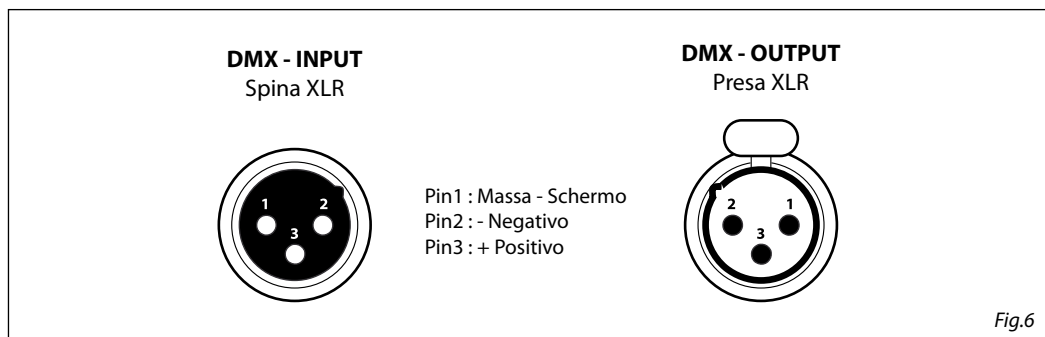 DMX - INPUT
Spina XLR
1
2
3
Pin1 : Massa - Schermo
Pin2 : - Negativo
Pin3 : + Positivo
DMX - OUTPUT
Presa XLR
2
1
3
Fig.6